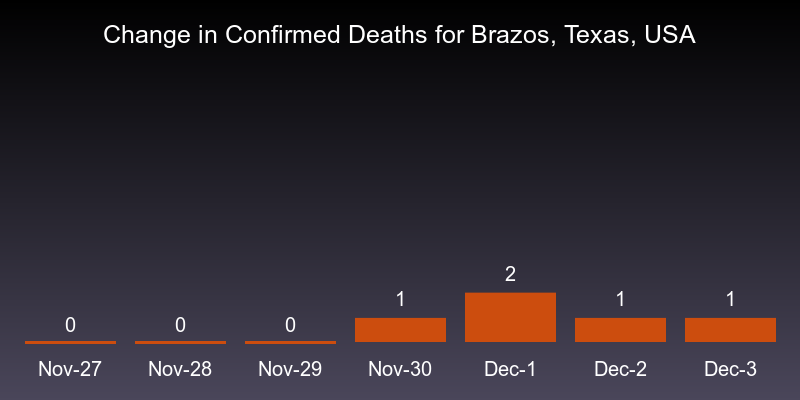 Change in Confirmed Deaths for Brazos, Texas, USA
0 0 0 1 2 1 1
Nov-27 Nov-28 Nov-29 Nov-30 Dec-1 Dec-2 Dec-3